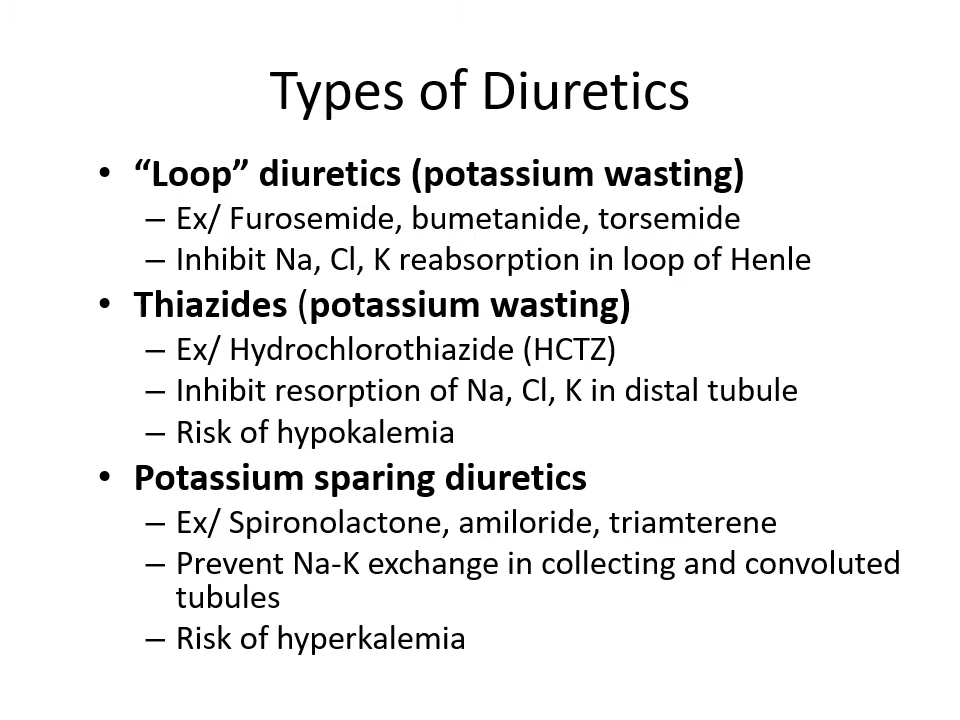 Types of Diuretics
• “Loop” diuretics (potassium wasting)
– Ex/ Furosemide, bumetanide, torsemide
– Inhibit Na, Cl, K reabsorption in loop of Henle
• Thiazides (potassium wasting)
– Ex/ Hydrochlorothiazide (HCTZ)
– Inhibit resorption of Na, Cl, K in distal tubule
– Risk of hypokalemia
• Potassium sparing diuretics
– Ex/ Spironolactone, amiloride, triamterene
– Prevent Na-K exchange in collecting and convoluted
tubules
– Risk of hyperkalemia